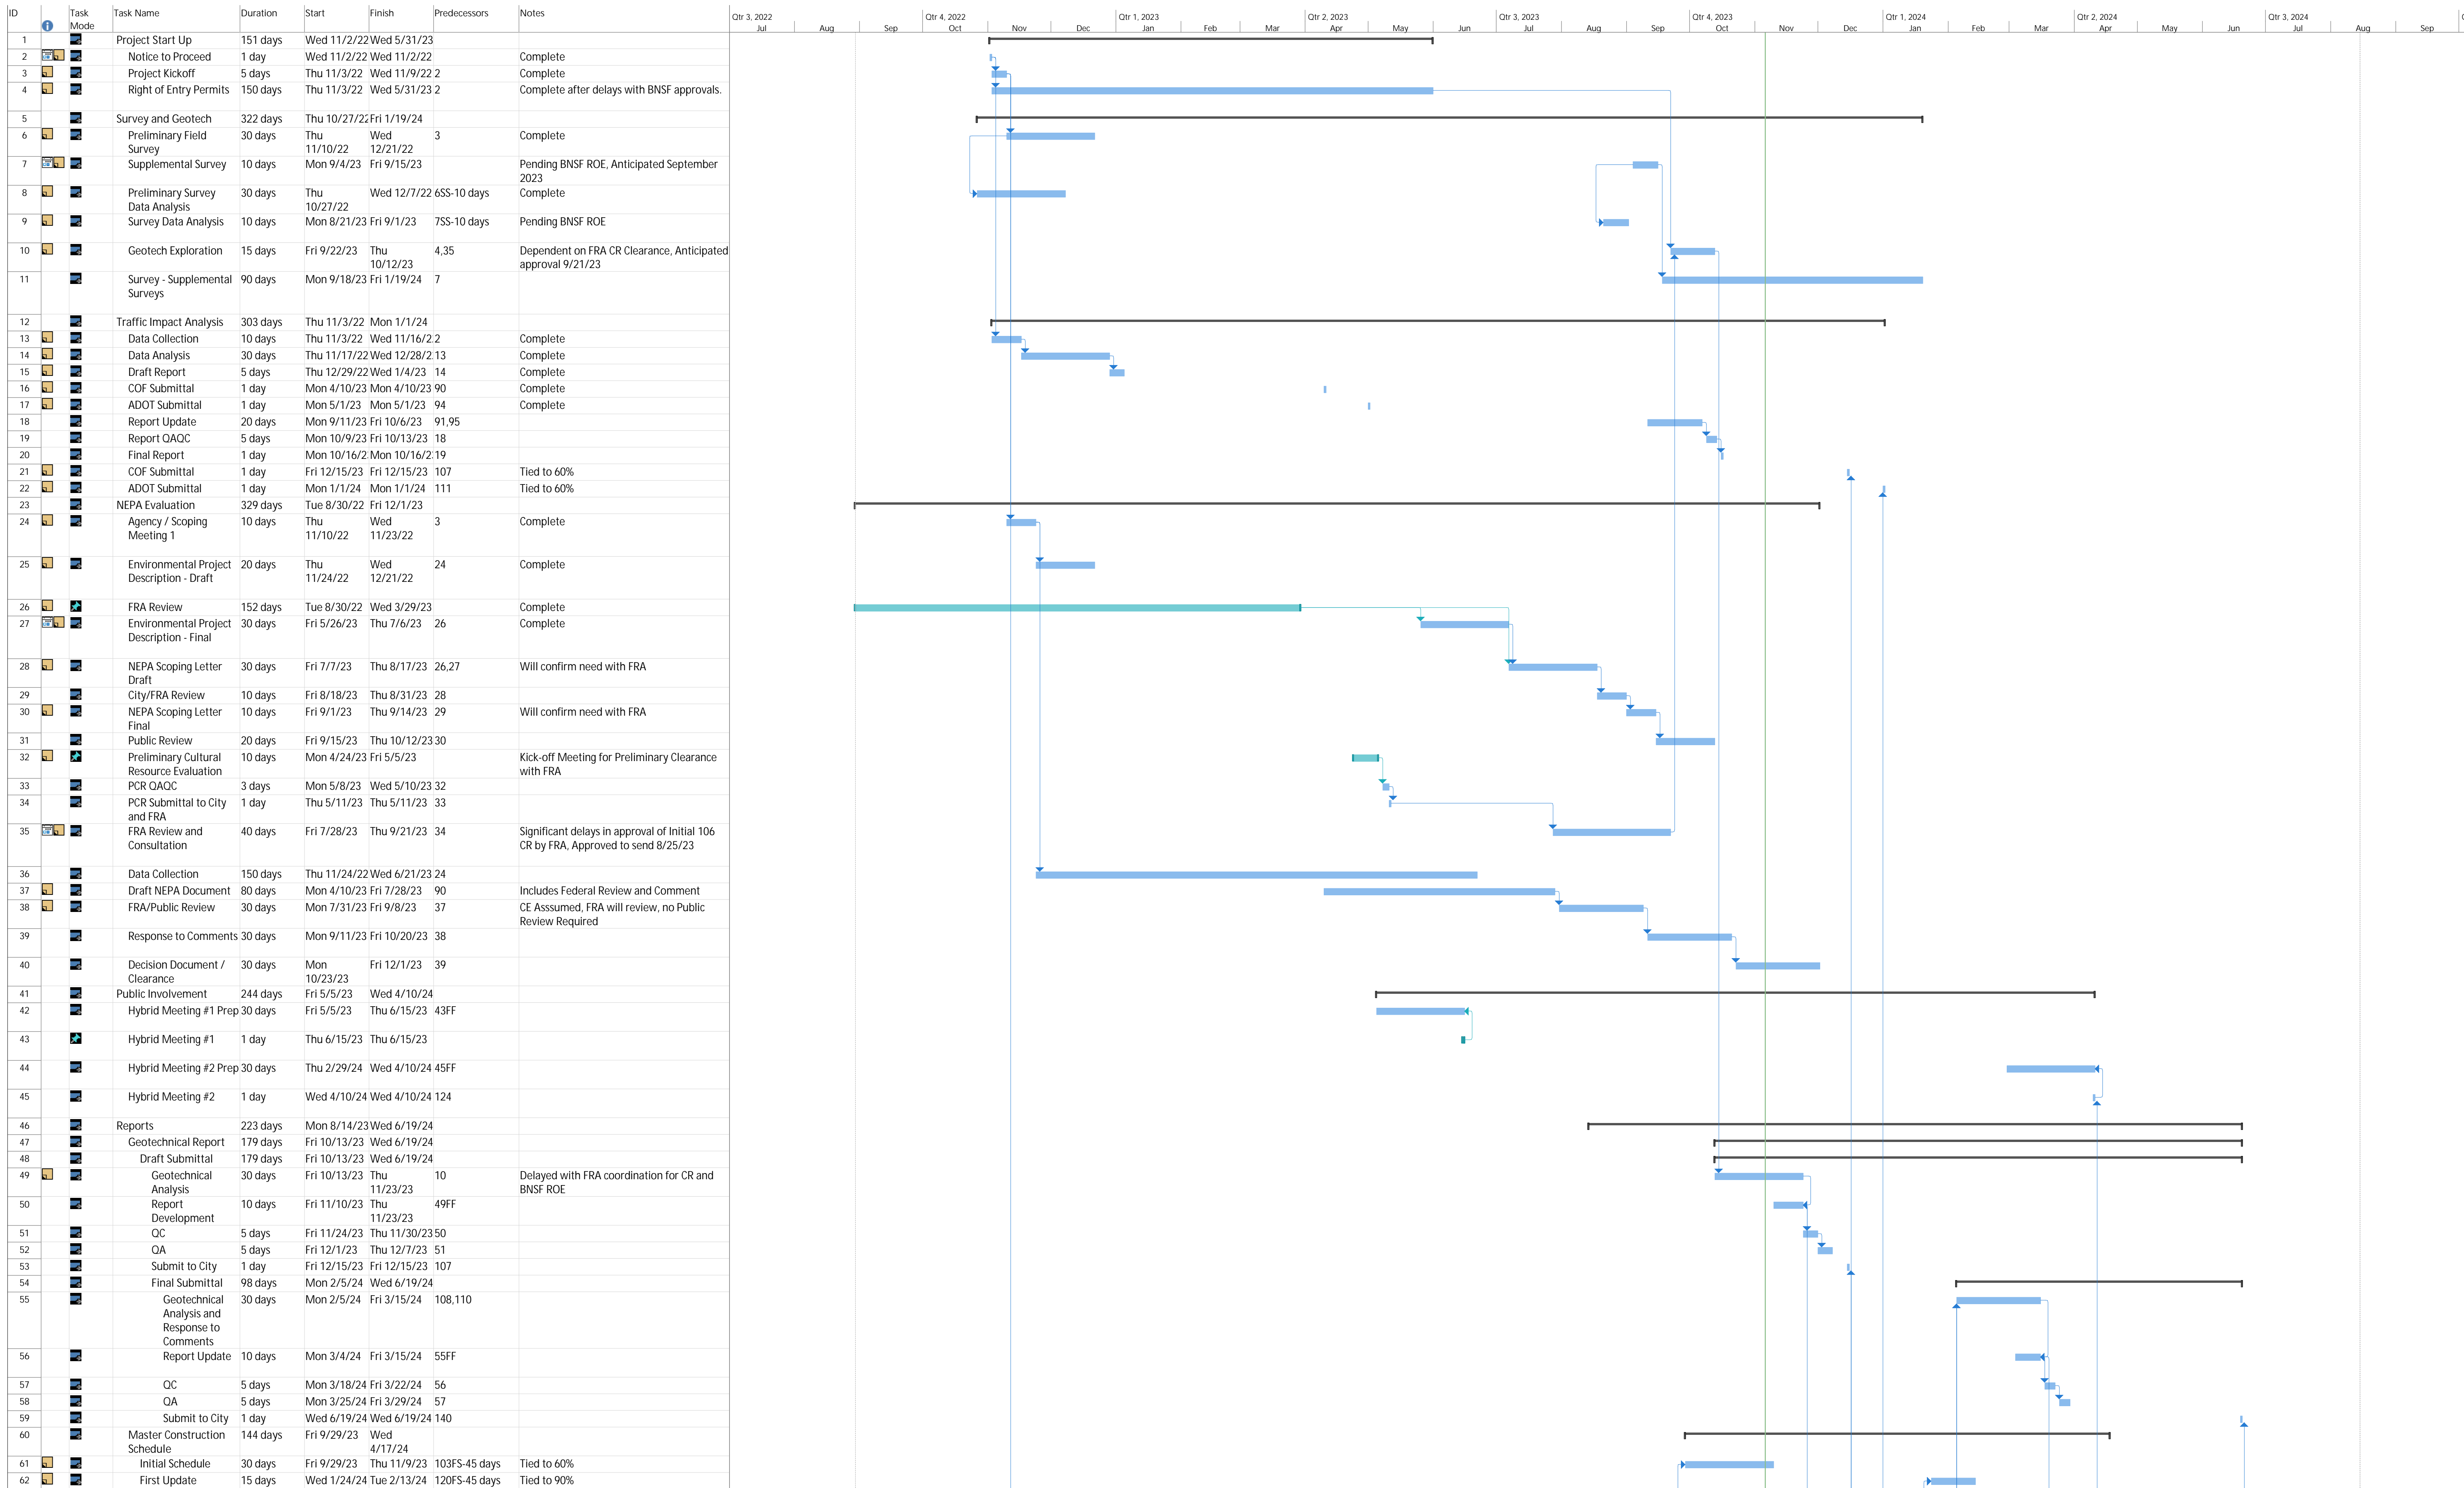 ID Task Mode Task Name Duration Start Finish Predecessors Notes
Qtr 3, 2022 Qtr 4, 2022 Qtr 1, 2023 Qtr 2, 2023 Qtr 3, 2023 Qtr 4, 2023 Qtr 1, 2024 Qtr 2, 2024 Qtr 3, 2024
Jul Aug Sep Oct Nov Dec Jan Feb Mar Apr May Jun Jul Aug Sep Oct Nov Dec Jan Feb Mar Apr May Jun Jul Aug Sep
1 Project Start Up 151 days Wed 11/2/22 Wed 5/31/23
2 Notice to Proceed 1 day Wed 11/2/22 Wed 11/2/22 Complete
3 Project Kickoff 5 days Thu 11/3/22 Wed 11/9/22 2 Complete
4 Right of Entry Permits 150 days Thu 11/3/22 Wed 5/31/23 2 Complete after delays with BNSF approvals.
5 Survey and Geotech 322 days Thu 10/27/22 Fri 1/19/24
6 Preliminary Field Survey 30 days Thu 11/10/22 Wed 12/21/22 3 Complete
7 Supplemental Survey 10 days Mon 9/4/23 Fri 9/15/23 Pending BNSF ROE, Anticipated September 2023
8 Preliminary Survey Data Analysis 30 days Thu 10/27/22 Wed 12/7/22 6SS-10 days Complete
9 Survey Data Analysis 10 days Mon 8/21/23 Fri 9/1/23 7SS-10 days Pending BNSF ROE
10 Geotech Exploration 15 days Fri 9/22/23 Thu 10/12/23 4,35 Dependent on FRA CR Clearance, Anticipated approval 9/21/23
11 Survey - Supplemental Surveys 90 days Mon 9/18/23 Fri 1/19/24 7
12 Traffic Impact Analysis 303 days Thu 11/3/22 Mon 1/1/24
13 Data Collection 10 days Thu 11/3/22 Wed 11/16/2 2 Complete
14 Data Analysis 30 days Thu 11/17/22 Wed 12/28/2 13 Complete
15 Draft Report 5 days Thu 12/29/22 Wed 1/4/23 14 Complete
16 COF Submittal 1 day Mon 4/10/23 Mon 4/10/23 90 Complete
17 ADOT Submittal 1 day Mon 5/1/23 Mon 5/1/23 94 Complete
18 Report Update 20 days Mon 9/11/23 Fri 10/6/23 91,95
19 Report QAQC 5 days Mon 10/9/23 Fri 10/13/23 18
20 Final Report 1 day Mon 10/16/2 Mon 10/16/2 19
21 COF Submittal 1 day Fri 12/15/23 Fri 12/15/23 107 Tied to 60%
22 ADOT Submittal 1 day Mon 1/1/24 Mon 1/1/24 111 Tied to 60%
23 NEPA Evaluation 329 days Tue 8/30/22 Fri 12/1/23
24 Agency / Scoping Meeting 1 10 days Thu 11/10/22 Wed 11/23/22 3 Complete
25 Environmental Project Description - Draft 20 days Thu 11/24/22 Wed 12/21/22 24 Complete
26 FRA Review 152 days Tue 8/30/22 Wed 3/29/23 Complete
27 Environmental Project Description - Final 30 days Fri 5/26/23 Thu 7/6/23 26 Complete
28 NEPA Scoping Letter Draft 30 days Fri 7/7/23 Thu 8/17/23 26,27 Will confirm need with FRA
29 City/FRA Review 10 days Fri 8/18/23 Thu 8/31/23 28
30 NEPA Scoping Letter Final 10 days Fri 9/1/23 Thu 9/14/23 29 Will confirm need with FRA
31 Public Review 20 days Fri 9/15/23 Thu 10/12/23 30
32 Preliminary Cultural Resource Evaluation 10 days Mon 4/24/23 Fri 5/5/23 Kick-off Meeting for Preliminary Clearance with FRA
33 PCR QAQC 3 days Mon 5/8/23 Wed 5/10/23 32
34 PCR Submittal to City and FRA 1 day Thu 5/11/23 Thu 5/11/23 33
35 FRA Review and Consultation 40 days Fri 7/28/23 Thu 9/21/23 34 Significant delays in approval of Initial 106 CR by FRA, Approved to send 8/25/23
36 Data Collection 150 days Thu 11/24/22 Wed 6/21/23 24
37 Draft NEPA Document 80 days Mon 4/10/23 Fri 7/28/23 90 Includes Federal Review and Comment
38 FRA/Public Review 30 days Mon 7/31/23 Fri 9/8/23 37 CE Asssumed, FRA will review, no Public Review Required
39 Response to Comments 30 days Mon 9/11/23 Fri 10/20/23 38
40 Decision Document / Clearance 30 days Mon 10/23/23 Fri 12/1/23 39
41 Public Involvement 244 days Fri 5/5/23 Wed 4/10/24
42 Hybrid Meeting #1 Prep 30 days Fri 5/5/23 Thu 6/15/23 43FF
43 Hybrid Meeting #1 1 day Thu 6/15/23 Thu 6/15/23
44 Hybrid Meeting #2 Prep 30 days Thu 2/29/24 Wed 4/10/24 45FF
45 Hybrid Meeting #2 1 day Wed 4/10/24 Wed 4/10/24 124
46 Reports 223 days Mon 8/14/23 Wed 6/19/24
47 Geotechnical Report 179 days Fri 10/13/23 Wed 6/19/24
48 Draft Submittal 179 days Fri 10/13/23 Wed 6/19/24
49 Geotechnical Analysis 30 days Fri 10/13/23 Thu 11/23/23 10 Delayed with FRA coordination for CR and BNSF ROE
50 Report Development 10 days Fri 11/10/23 Thu 11/23/23 49FF
51 QC 5 days Fri 11/24/23 Thu 11/30/23 50
52 QA 5 days Fri 12/1/23 Thu 12/7/23 51
53 Submit to City 1 day Fri 12/15/23 Fri 12/15/23 107
54 Final Submittal 98 days Mon 2/5/24 Wed 6/19/24
55 Geotechnical Analysis and Response to Comments 30 days Mon 2/5/24 Fri 3/15/24 108,110
56 Report Update 10 days Mon 3/4/24 Fri 3/15/24 55FF
57 QC 5 days Mon 3/18/24 Fri 3/22/24 56
58 QA 5 days Mon 3/25/24 Fri 3/29/24 57
59 Submit to City 1 day Wed 6/19/24 Wed 6/19/24 140
60 Master Construction Schedule 144 days Fri 9/29/23 Wed 4/17/24
61 Initial Schedule 30 days Fri 9/29/23 Thu 11/9/23 103FS-45 days Tied to 60%
62 First Update 15 days Wed 1/24/24 Tue 2/13/24 120FS-45 days Tied to 90%